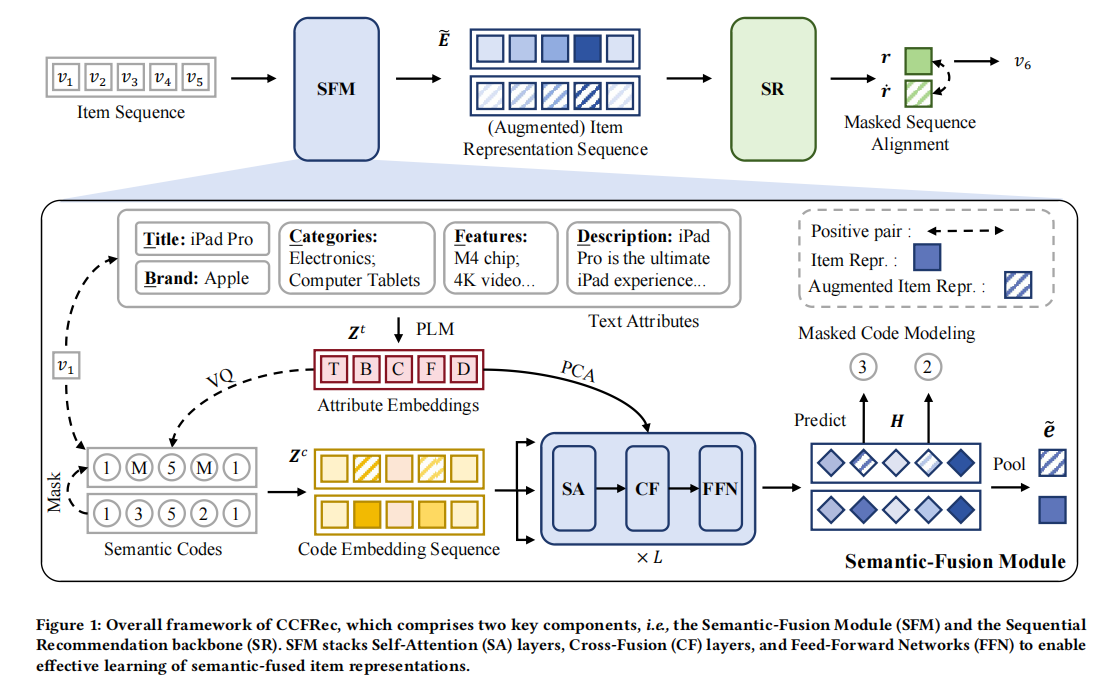 v1 v2 v3 v4 v5
Item Sequence
SFM
Ẽ
(Augmented) Item
Representation Sequence
SR
r
ṙ
v6
Masked Sequence
Alignment
Title: iPad Pro
Brand: Apple
Categories:
Electronics;
Computer Tablets
Features:
M4 chip;
4K video...
Description: iPad
Pro is the ultimate
iPad experience...
Text Attributes
Positive pair :
Item Repr. :
Augmented Item Repr. :
v1
Z^t
PLM
T B C F D
Attribute Embeddings
VQ
PCA
Mask
1 M 5 M 1
1 3 5 2 1
Semantic Codes
Z^c
Code Embedding Sequence
SA
CF
FFN
× L
Masked Code Modeling
3
2
Predict
H
Pool
ẽ
Semantic-Fusion Module
Figure 1: Overall framework of CCFRec, which comprises two key components, i.e., the Semantic-Fusion Module (SFM) and the Sequential
Recommendation backbone (SR). SFM stacks Self-Attention (SA) layers, Cross-Fusion (CF) layers, and Feed-Forward Networks (FFN) to enable
effective learning of semantic-fused item representations.